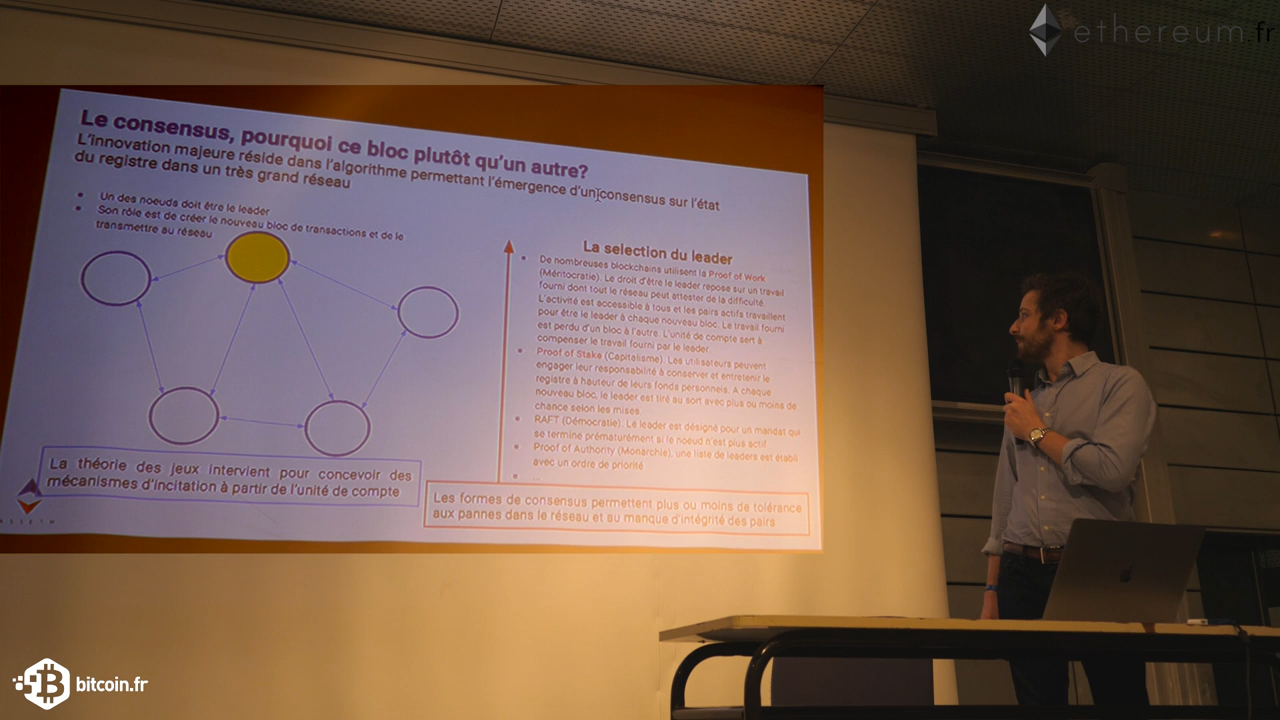 ethereum.fr
Le consensus, pourquoi ce bloc plutôt qu'un autre?
L'innovation majeure réside dans l'algorithme permettant l'émergence d'un consensus sur l'état
du registre dans un très grand réseau
• Un des noeuds doit être le leader
• Son rôle est de créer le nouveau bloc de transactions et de le
transmettre au réseau
La théorie des jeux intervient pour concevoir des
mécanismes d'incitation à partir de l'unité de compte
La selection du leader
• De nombreuses blockchains utilisent la Proof of Work
(Méritocratie). Le droit d'être le leader repose sur un travail
fourni dont tout le réseau peut attester de la difficulté.
L'activité est accessible à tous et les pairs actifs travaillent
pour être le leader à chaque nouveau bloc. Le travail fourni
est perdu d'un bloc à l'autre. L'unité de compte sert à
compenser le travail fourni par le leader.
• Proof of Stake (Capitalisme). Les utilisateurs peuvent
engager leur responsabilité à conserver et entretenir le
registre à hauteur de leurs fonds personnels. A chaque
nouveau bloc, le leader est tiré au sort avec plus ou moins de
chance selon les mises.
• RAFT (Démocratie). Le leader est désigné pour un mandat qui
se termine prématurément si le noeud n'est plus actif
• Proof of Authority (Monarchie), une liste de leaders est établi
avec un ordre de priorité
• ...
Les formes de consensus permettent plus ou moins de tolérance
aux pannes dans le réseau et au manque d'intégrité des pairs
bitcoin.fr